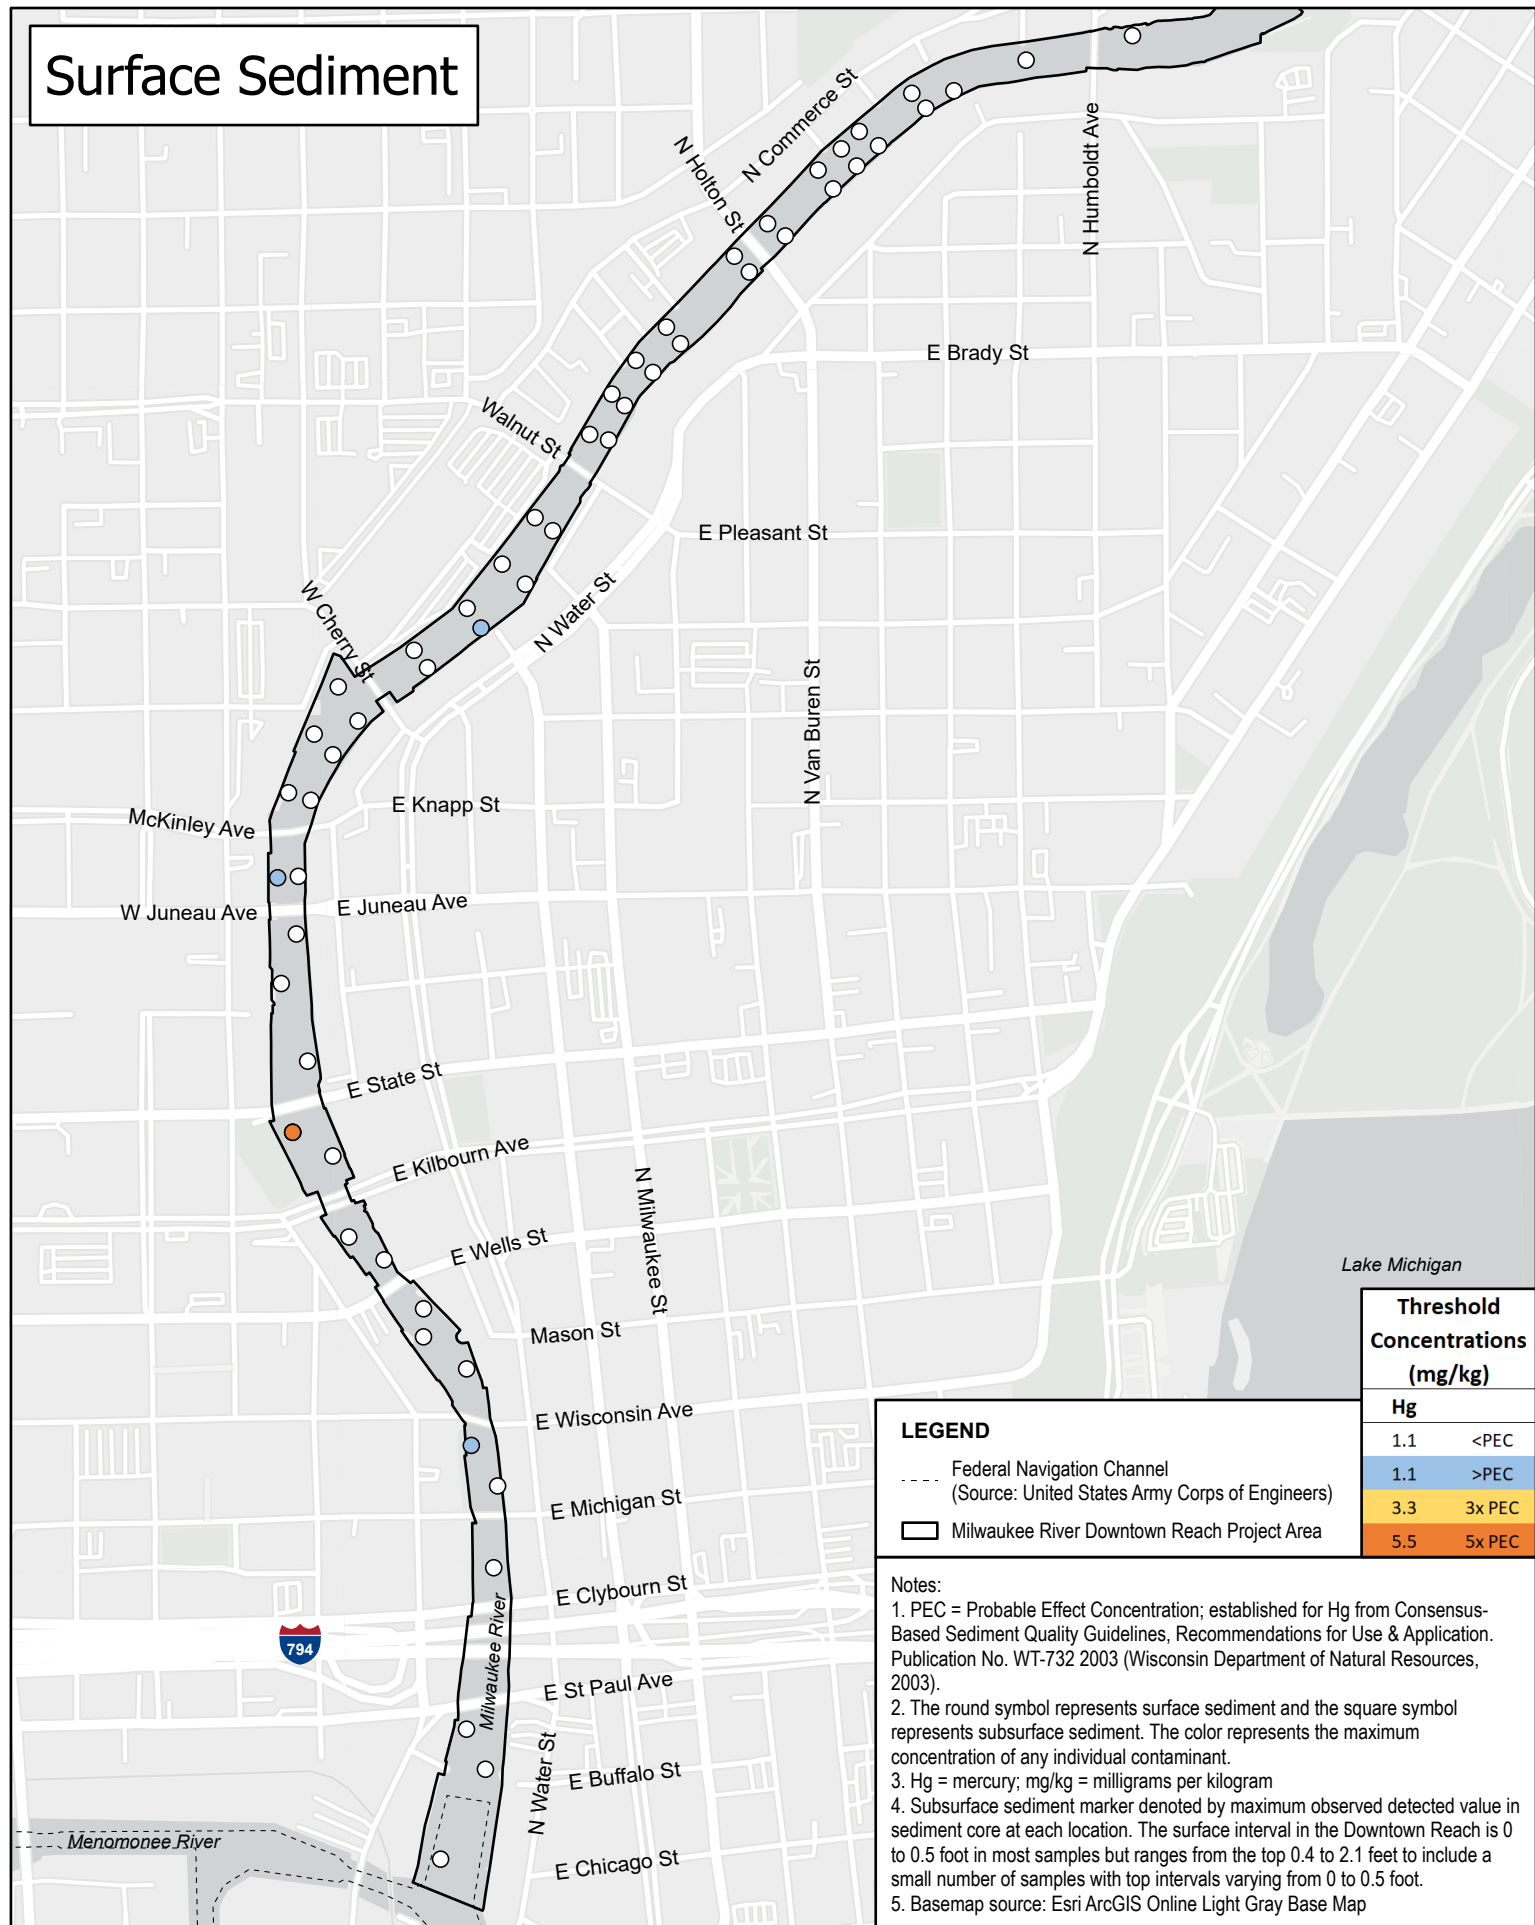 Surface Sediment
N Commerce St
N Holton St
N Humboldt Ave
E Brady St
Walnut St
E Pleasant St
W Cherry St
N Water St
N Van Buren St
McKinley Ave
E Knapp St
W Juneau Ave
E Juneau Ave
E State St
E Kilbourn Ave
N Milwaukee St
E Wells St
Lake Michigan
Mason St
E Wisconsin Ave
E Michigan St
E Clybourn St
794
Milwaukee River
E St Paul Ave
N Water St
E Buffalo St
Menomonee River
E Chicago St
Threshold
Concentrations
(mg/kg)
Hg
1.1 <PEC
1.1 >PEC
3.3 3x PEC
5.5 5x PEC
LEGEND
Federal Navigation Channel
(Source: United States Army Corps of Engineers)
Milwaukee River Downtown Reach Project Area
Notes:
1. PEC = Probable Effect Concentration; established for Hg from Consensus-
Based Sediment Quality Guidelines, Recommendations for Use & Application.
Publication No. WT-732 2003 (Wisconsin Department of Natural Resources,
2003).
2. The round symbol represents surface sediment and the square symbol
represents subsurface sediment. The color represents the maximum
concentration of any individual contaminant.
3. Hg = mercury; mg/kg = milligrams per kilogram
4. Subsurface sediment marker denoted by maximum observed detected value in
sediment core at each location. The surface interval in the Downtown Reach is 0
to 0.5 foot in most samples but ranges from the top 0.4 to 2.1 feet to include a
small number of samples with top intervals varying from 0 to 0.5 foot.
5. Basemap source: Esri ArcGIS Online Light Gray Base Map